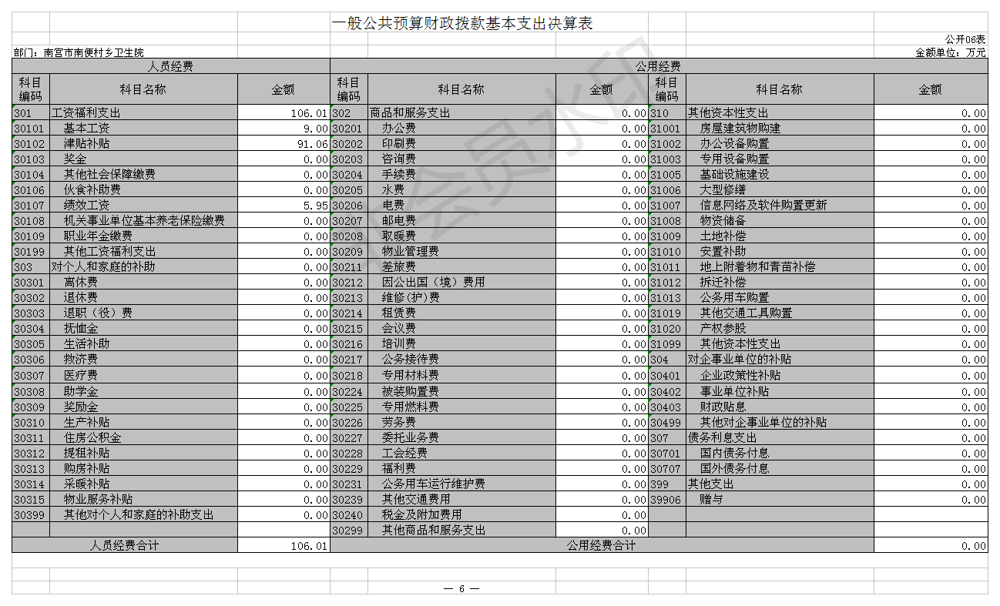 一般公共预算财政拨款基本支出决算表
公开06表
部门：南宫市南便村乡卫生院 金额单位：万元
人员经费 公用经费
科目编码 科目名称 金额 科目编码 科目名称 金额 科目编码 科目名称 金额
301 工资福利支出 106.01 302 商品和服务支出 0.00 310 其他资本性支出 0.00
30101 基本工资 9.00 30201 办公费 0.00 31001 房屋建筑物购建 0.00
30102 津贴补贴 91.06 30202 印刷费 0.00 31002 办公设备购置 0.00
30103 奖金 0.00 30203 咨询费 0.00 31003 专用设备购置 0.00
30104 其他社会保障缴费 0.00 30204 手续费 0.00 31005 基础设施建设 0.00
30106 伙食补助费 0.00 30205 水费 0.00 31006 大型修缮 0.00
30107 绩效工资 5.95 30206 电费 0.00 31007 信息网络及软件购置更新 0.00
30108 机关事业单位基本养老保险缴费 0.00 30207 邮电费 0.00 31008 物资储备 0.00
30109 职业年金缴费 0.00 30208 取暖费 0.00 31009 土地补偿 0.00
30199 其他工资福利支出 0.00 30209 物业管理费 0.00 31010 安置补助 0.00
303 对个人和家庭的补助 0.00 30211 差旅费 0.00 31011 地上附着物和青苗补偿 0.00
30301 离休费 0.00 30212 因公出国（境）费用 0.00 31012 拆迁补偿 0.00
30302 退休费 0.00 30213 维修(护)费 0.00 31013 公务用车购置 0.00
30303 退职（役）费 0.00 30214 租赁费 0.00 31019 其他交通工具购置 0.00
30304 抚恤金 0.00 30215 会议费 0.00 31020 产权参股 0.00
30305 生活补助 0.00 30216 培训费 0.00 31099 其他资本性支出 0.00
30306 救济费 0.00 30217 公务接待费 0.00 304 对企事业单位的补贴 0.00
30307 医疗费 0.00 30218 专用材料费 0.00 30401 企业政策性补贴 0.00
30308 助学金 0.00 30224 被装购置费 0.00 30402 事业单位补贴 0.00
30309 奖励金 0.00 30225 专用燃料费 0.00 30403 财政贴息 0.00
30310 生产补贴 0.00 30226 劳务费 0.00 30499 其他对企事业单位的补贴 0.00
30311 住房公积金 0.00 30227 委托业务费 0.00 307 债务利息支出 0.00
30312 提租补贴 0.00 30228 工会经费 0.00 30701 国内债务付息 0.00
30313 购房补贴 0.00 30229 福利费 0.00 30707 国外债务付息 0.00
30314 采暖补贴 0.00 30231 公务用车运行维护费 0.00 399 其他支出 0.00
30315 物业服务补贴 0.00 30239 其他交通费用 0.00 39906 赠与 0.00
30399 其他对个人和家庭的补助支出 0.00 30240 税金及附加费用 0.00
30299 其他商品和服务支出 0.00
人员经费合计 106.01 公用经费合计 0.00
— 6 —
非会员水印